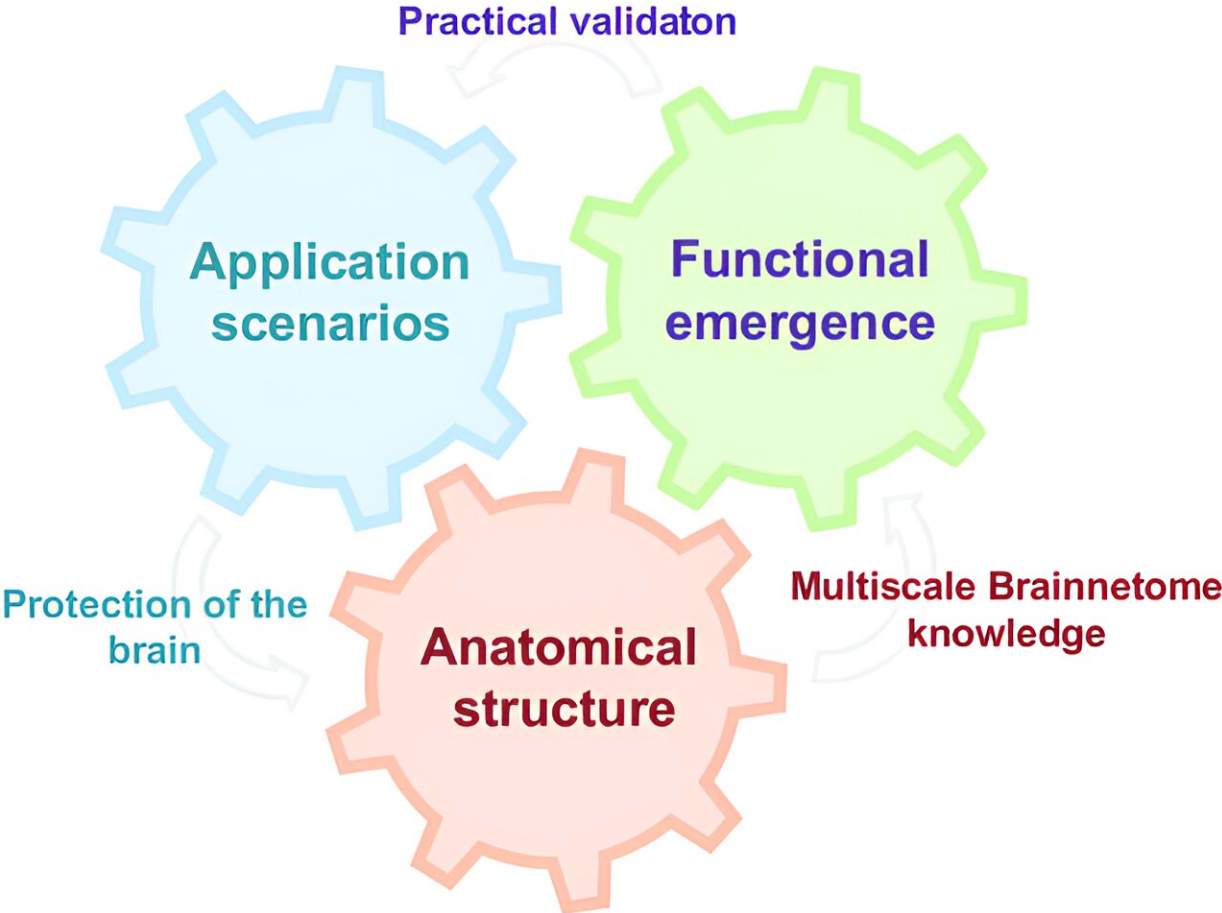 Practical validaton
Application
scenarios
Functional
emergence
Protection of the
brain
Anatomical
structure
Multiscale Brainnetome
knowledge